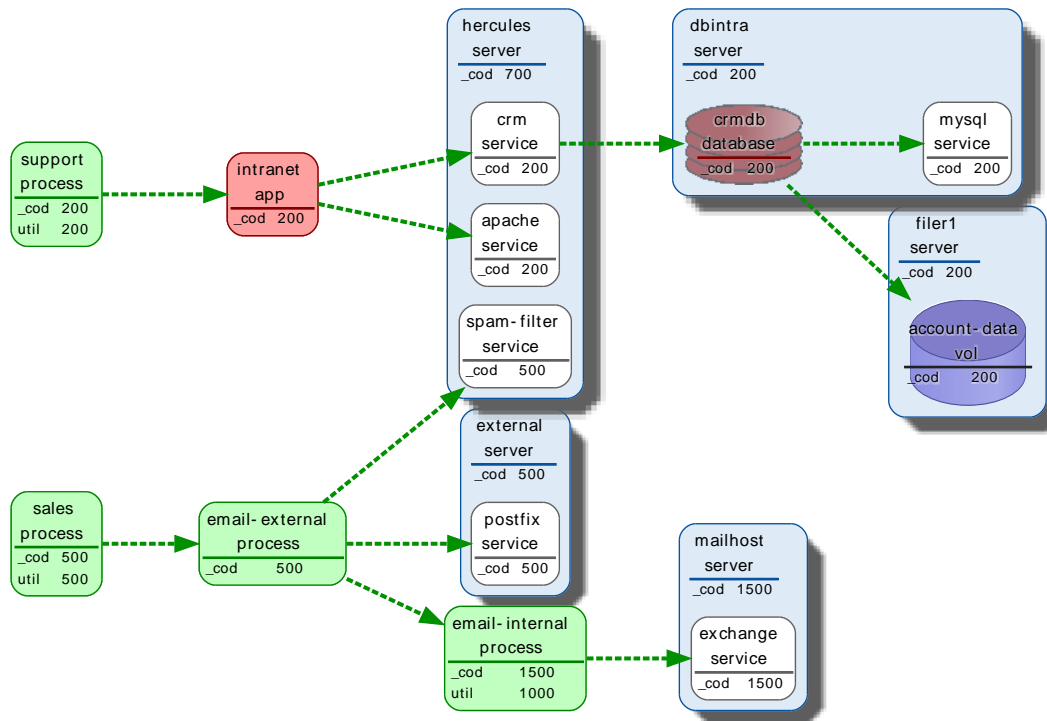 hercules
server
_cod 700
crm
service
_cod 200
apache
service
_cod 200
spam-filter
service
_cod 500
dbintra
server
_cod 200
crmdb
database
_cod 200
mysql
service
_cod 200
filer1
server
_cod 200
account-data
vol
_cod 200
support
process
_cod 200
util 200
intranet
app
_cod 200
external
server
_cod 500
postfix
service
_cod 500
sales
process
_cod 500
util 500
email-external
process
_cod 500
email-internal
process
_cod 1500
util 1000
mailhost
server
_cod 1500
exchange
service
_cod 1500